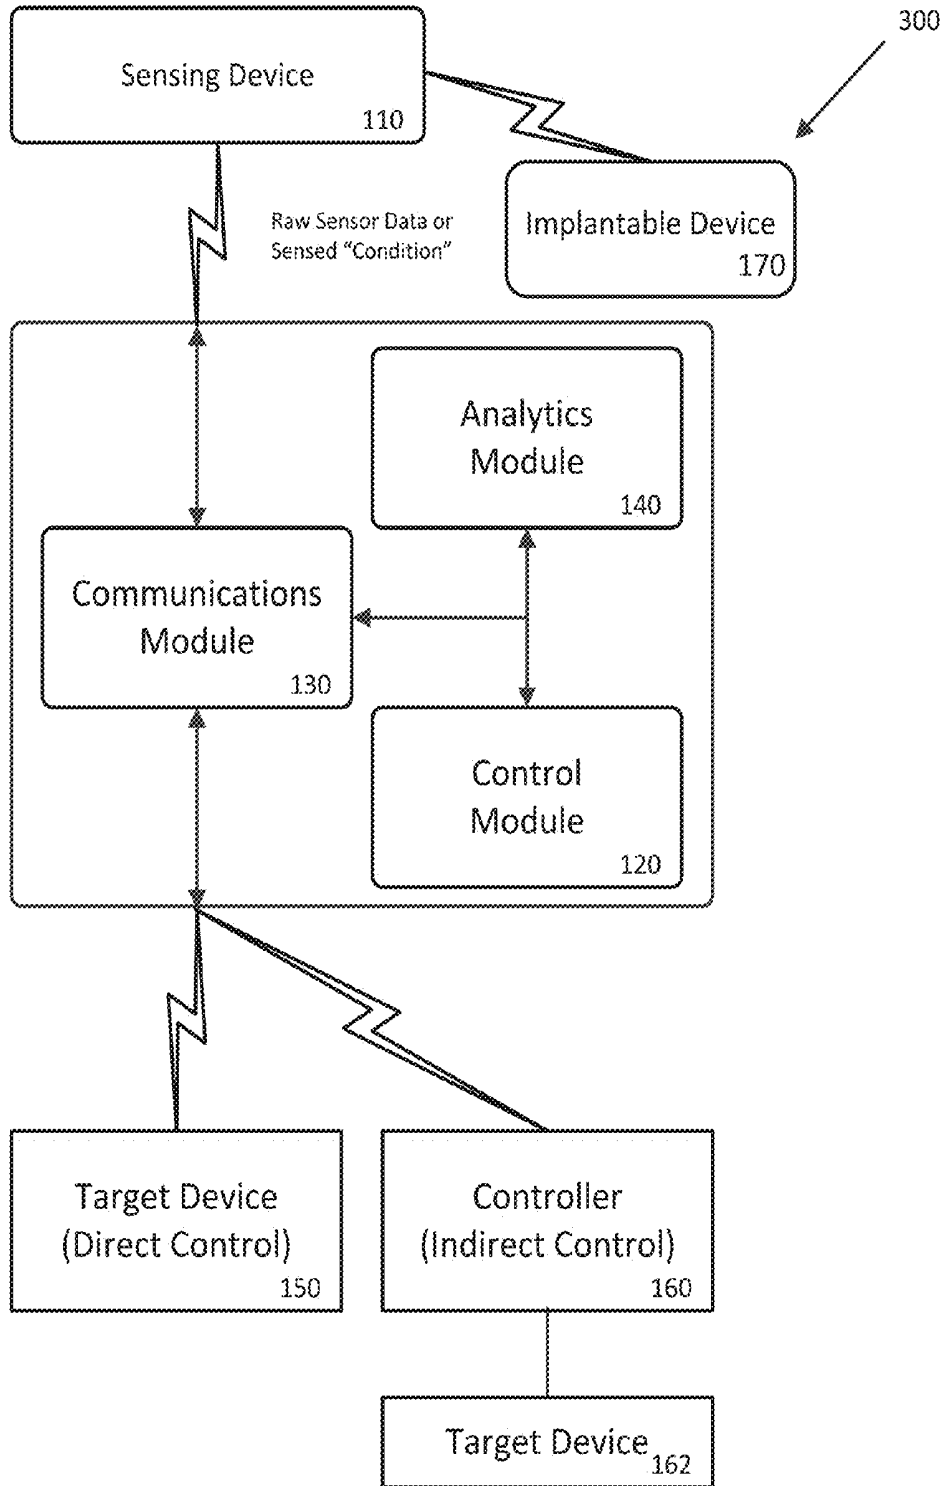 300
Sensing Device
110
Implantable Device
170
Raw Sensor Data or
Sensed “Condition”
Analytics
Module
140
Communications
Module
130
Control
Module
120
Target Device
(Direct Control)
150
Controller
(Indirect Control)
160
Target Device
162